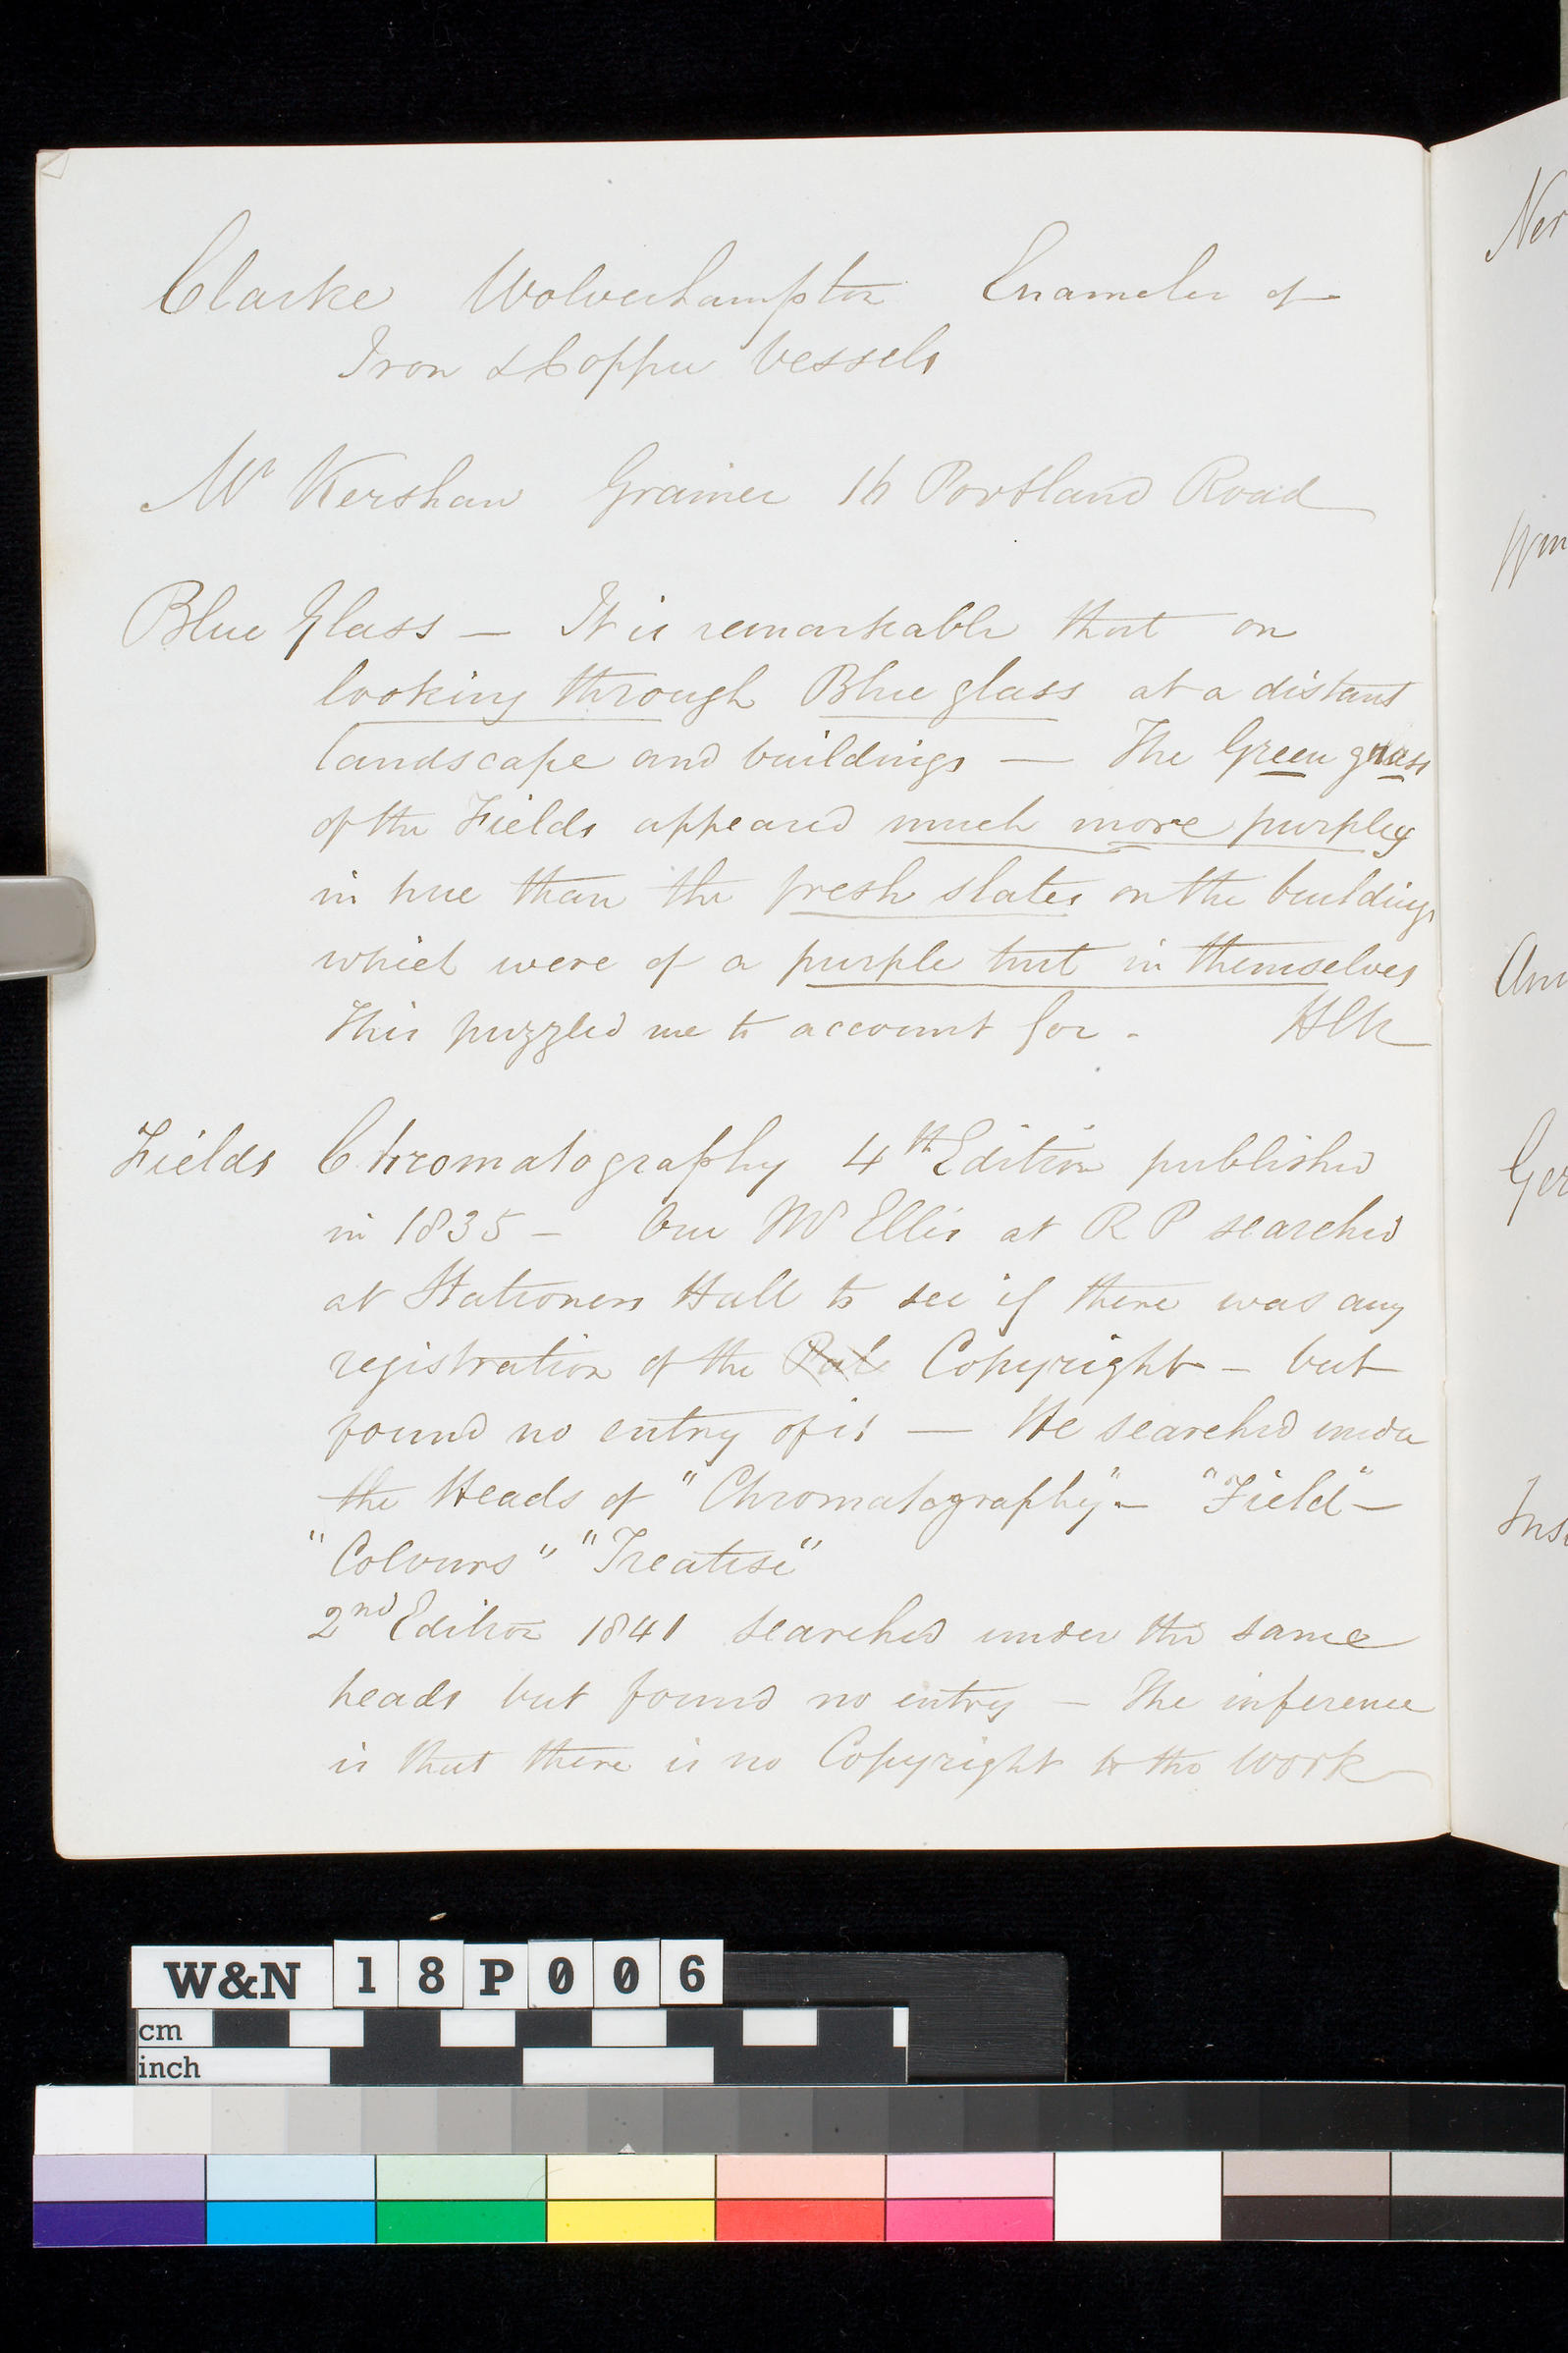 Clarke Wolverhampton Enameler of
Iron & Copper Vessels
Mr Kershaw Grainer 16 Portland Road
Blue Glass — It is remarkable that on
looking through Blue glass at a distant
landscape and buildings — The Green grass
of the Fields appeared much more purpley
in hue than the fresh slates on the buildings
which were of a purple tint in themselves
This puzzled me to account for -
Fields Chromatography 4th Edition published
in 1835 - Our Mr Ellis at R P searched
at Stationers Hall to see if there was any
registration of the Copyright - but
found no entry of it — He searched under
the Heads of "Chromatography" - "Field" -
"Colours" "Treatise"
2nd Edition 1841 searched under the same
heads but found no entry - The inference
is that there is no Copyright to the work
Ner
Wm
Ger
Ins
W&N 18P006
cm
inch